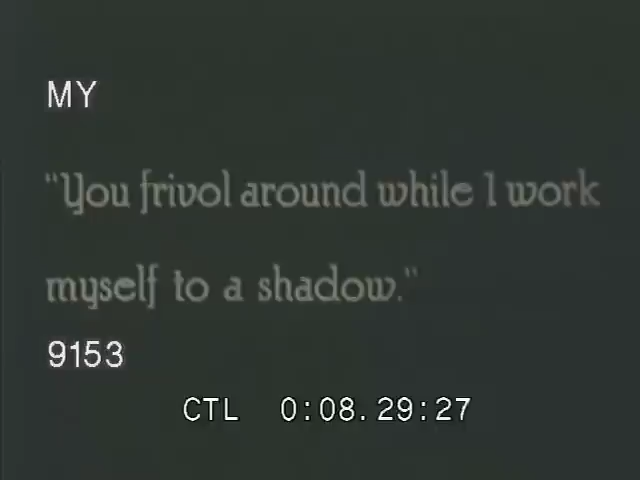 MY
"You frivol around while I work
myself to a shadow."
9153
CTL 0:08.29:27